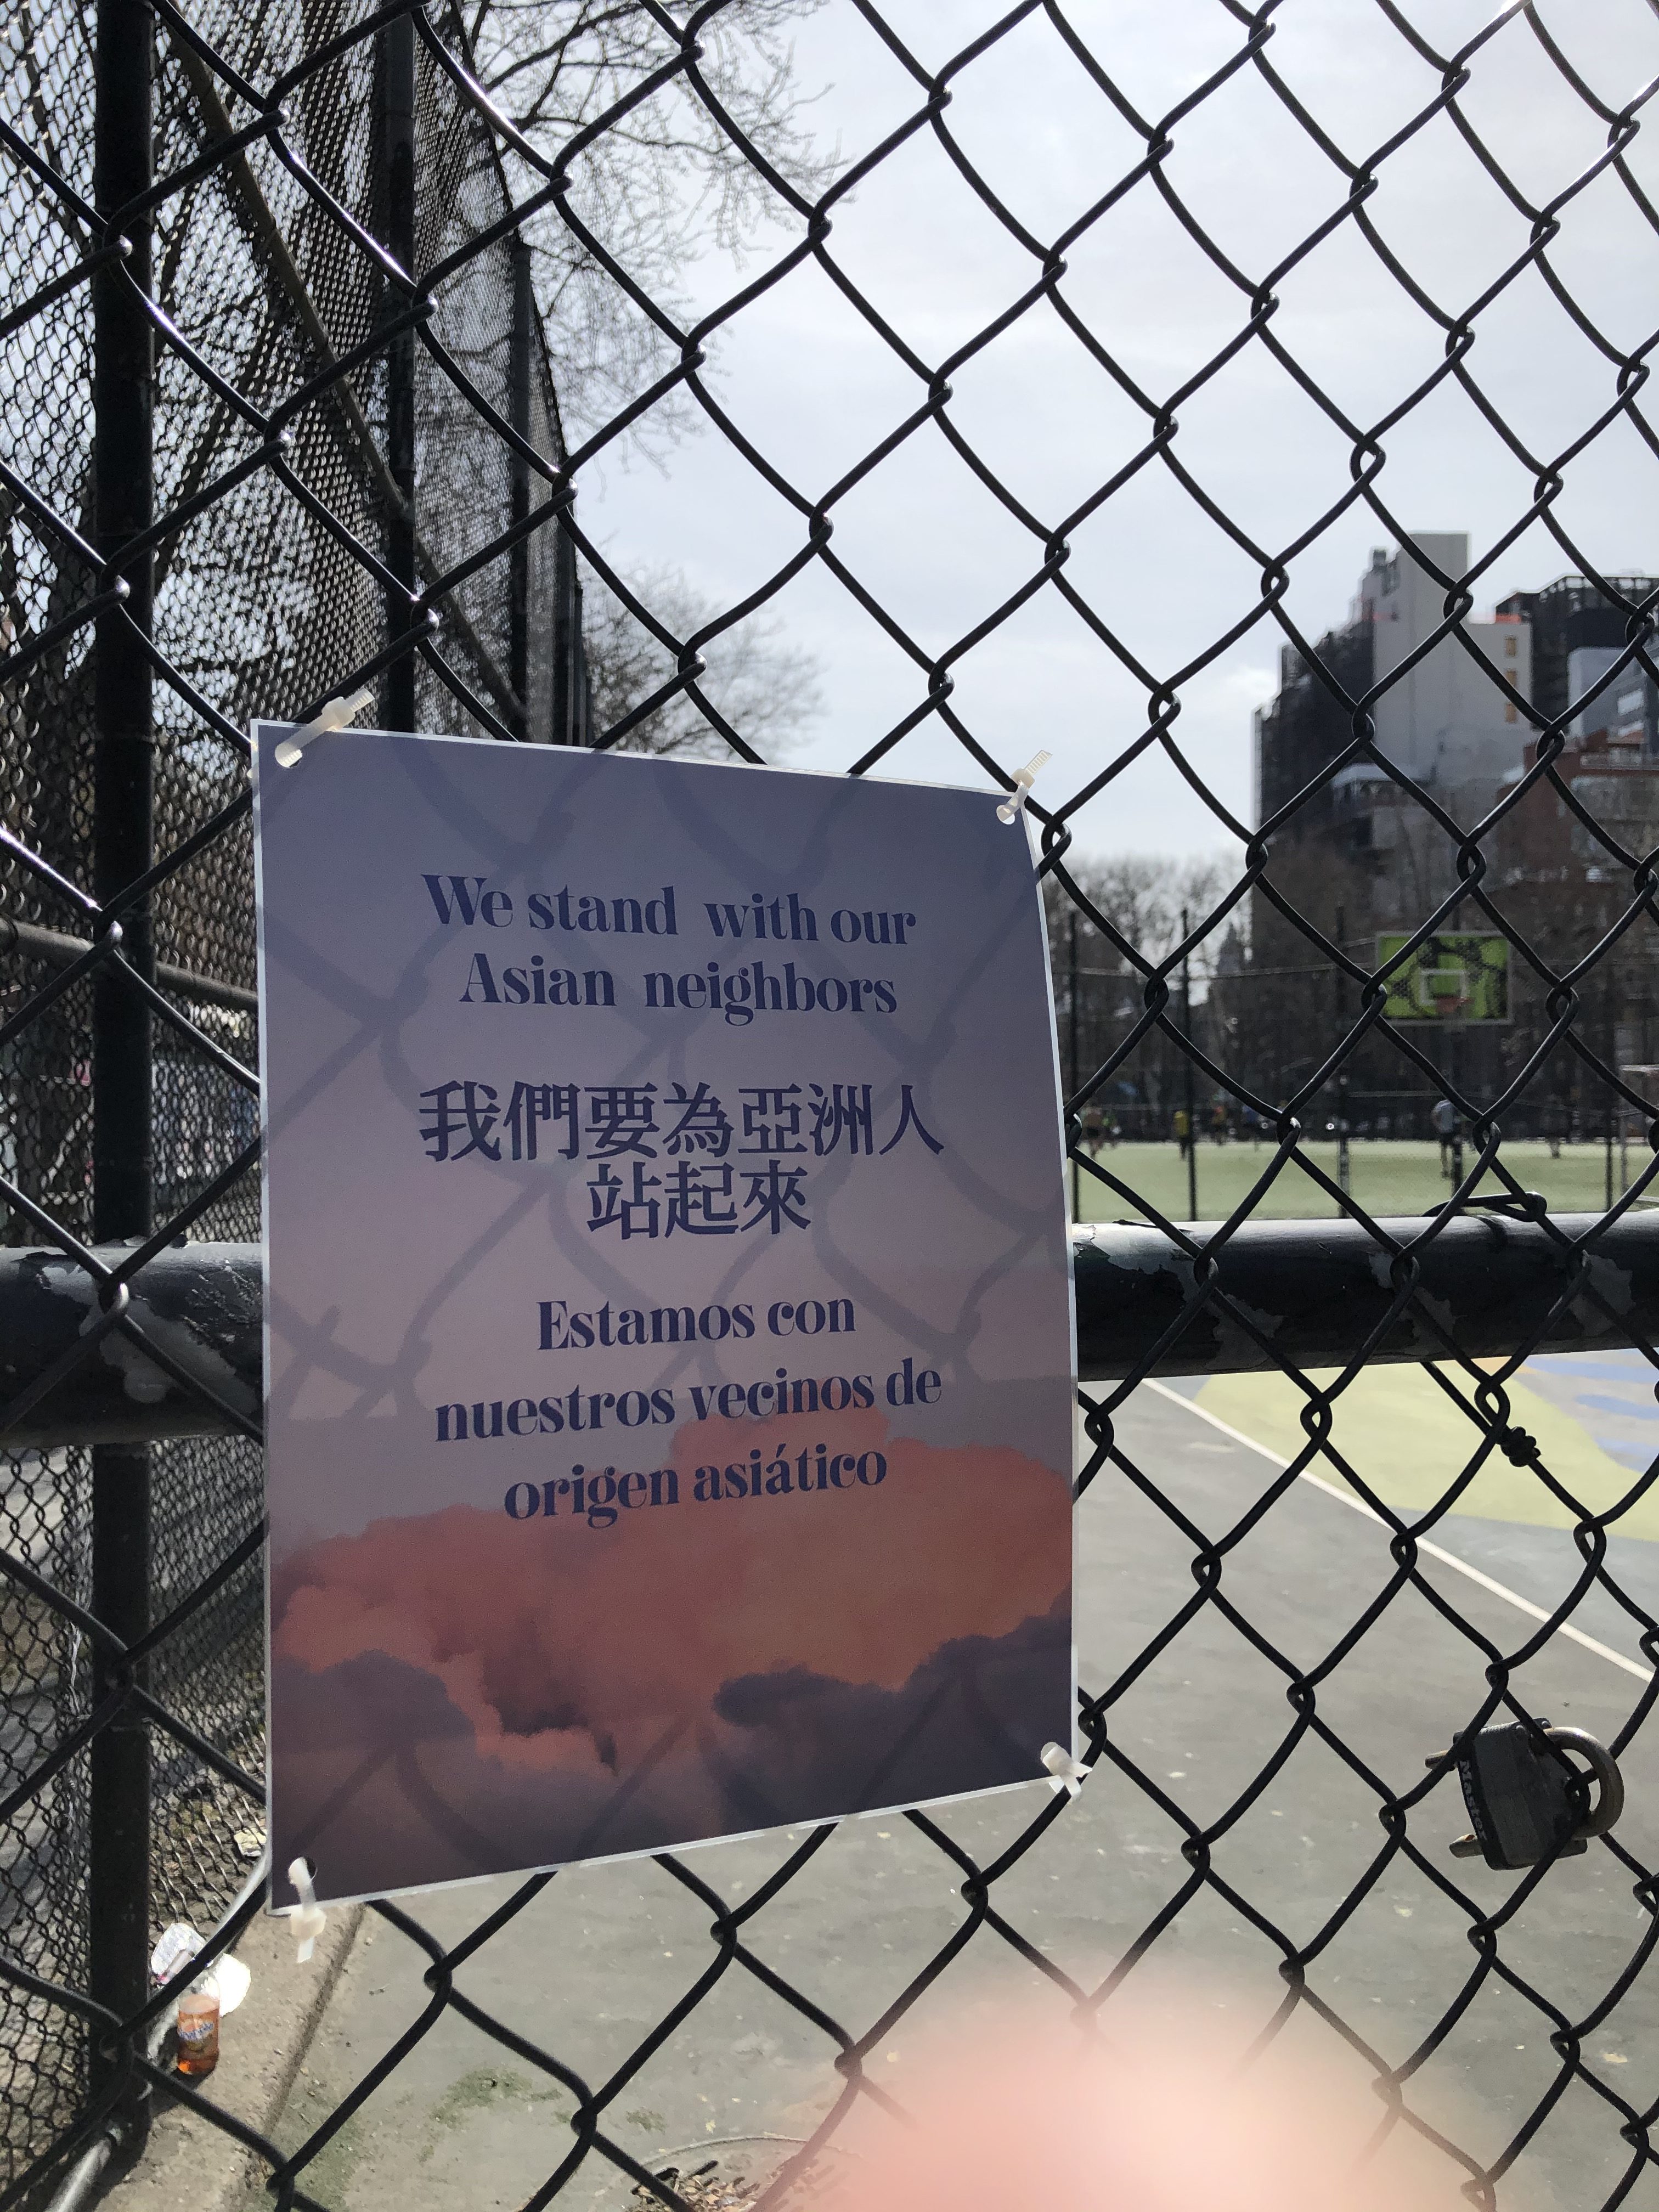 We stand with our
Asian neighbors
我們要為亞洲人
站起來
Estamos con
nuestros vecinos de
origen asiático
Master